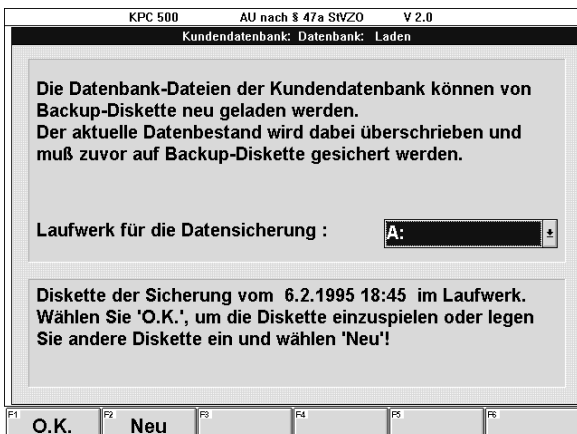 KPC 500 AU nach § 47a StVZO V 2.0
Kundendatenbank: Datenbank: Laden
Die Datenbank-Dateien der Kundendatenbank können von
Backup-Diskette neu geladen werden.
Der aktuelle Datenbestand wird dabei überschrieben und
muß zuvor auf Backup-Diskette gesichert werden.
Laufwerk für die Datensicherung : A:
Diskette der Sicherung vom 6.2.1995 18:45 im Laufwerk.
Wählen Sie 'O.K.', um die Diskette einzuspielen oder legen
Sie andere Diskette ein und wählen 'Neu'!
F1 O.K. F2 Neu F3 F4 F5 F6